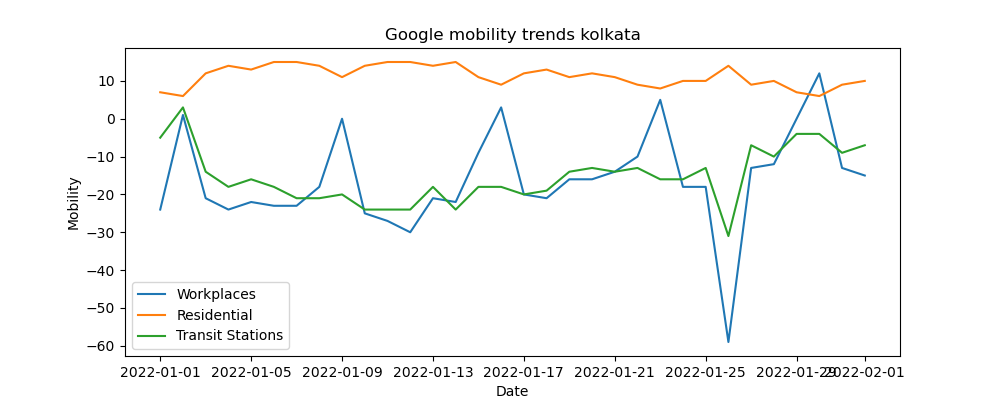 Google mobility trends kolkata
Mobility
10
0
−10
−20
−30
−40
−50
−60
Workplaces
Residential
Transit Stations
2022-01-01 2022-01-05 2022-01-09 2022-01-13 2022-01-17 2022-01-21 2022-01-25 2022-01-29 2022-02-01
Date